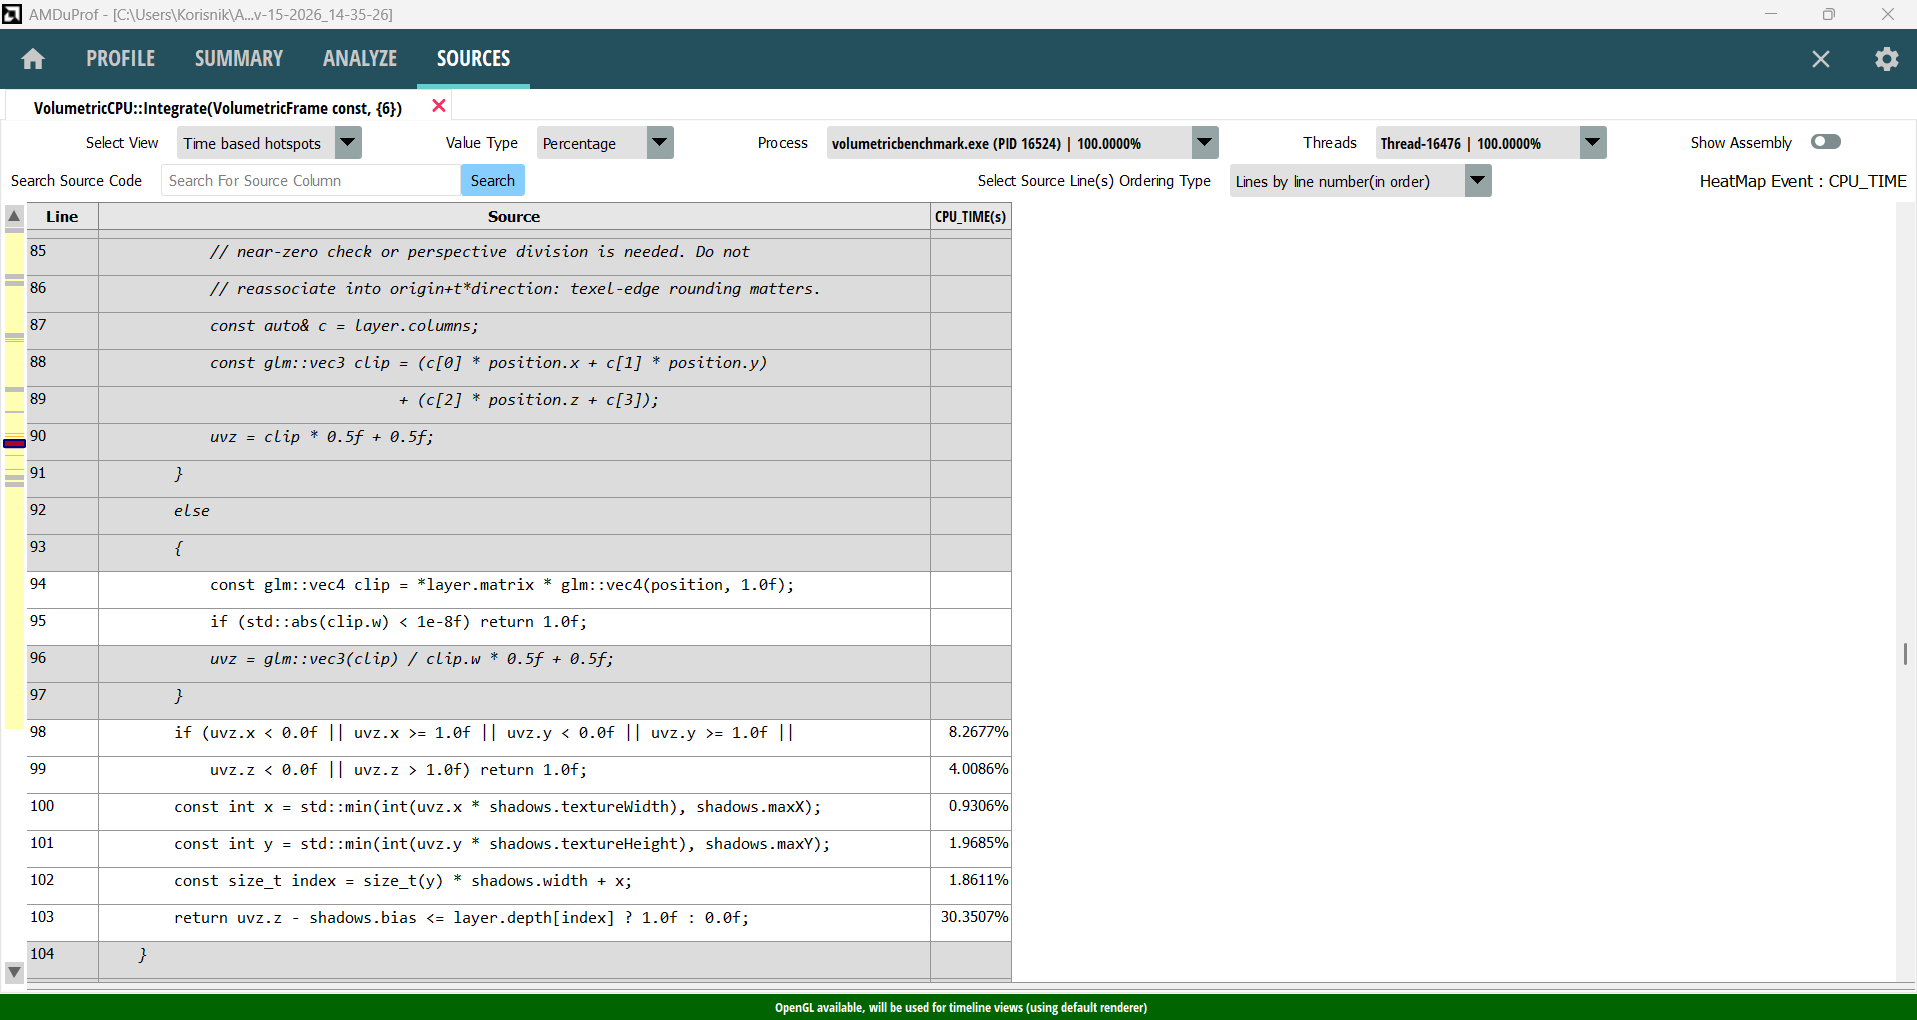 AMDuProf - [C:\Users\Korisnik\A...v-15-2026_14-35-26]
PROFILE SUMMARY ANALYZE SOURCES
VolumetricCPU::Integrate(VolumetricFrame const, {6})
Select View Time based hotspots Value Type Percentage Process volumetricbenchmark.exe (PID 16524) | 100.0000% Threads Thread-16476 | 100.0000% Show Assembly
Search Source Code Search For Source Column Search Select Source Line(s) Ordering Type Lines by line number(in order) HeatMap Event : CPU_TIME
Line Source CPU_TIME(s)
85 // near-zero check or perspective division is needed. Do not
86 // reassociate into origin+t*direction: texel-edge rounding matters.
87 const auto& c = layer.columns;
88 const glm::vec3 clip = (c[0] * position.x + c[1] * position.y)
89 + (c[2] * position.z + c[3]);
90 uvz = clip * 0.5f + 0.5f;
91 }
92 else
93 {
94 const glm::vec4 clip = *layer.matrix * glm::vec4(position, 1.0f);
95 if (std::abs(clip.w) < 1e-8f) return 1.0f;
96 uvz = glm::vec3(clip) / clip.w * 0.5f + 0.5f;
97 }
98 if (uvz.x < 0.0f || uvz.x >= 1.0f || uvz.y < 0.0f || uvz.y >= 1.0f || 8.2677%
99 uvz.z < 0.0f || uvz.z > 1.0f) return 1.0f; 4.0086%
100 const int x = std::min(int(uvz.x * shadows.textureWidth), shadows.maxX); 0.9306%
101 const int y = std::min(int(uvz.y * shadows.textureHeight), shadows.maxY); 1.9685%
102 const size_t index = size_t(y) * shadows.width + x; 1.8611%
103 return uvz.z - shadows.bias <= layer.depth[index] ? 1.0f : 0.0f; 30.3507%
104 }
OpenGL available, will be used for timeline views (using default renderer)